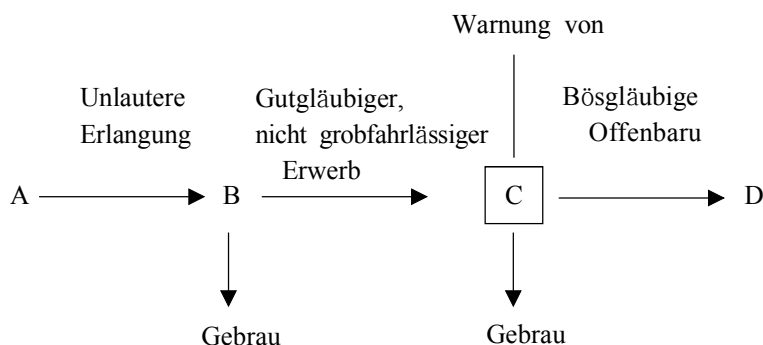 Warnung von
Unlautere
Erlangung
Gutgläubiger,
nicht grobfahrlässiger
Erwerb
Bösgläubige
Offenbaru
A
B
C
D
Gebrau
Gebrau